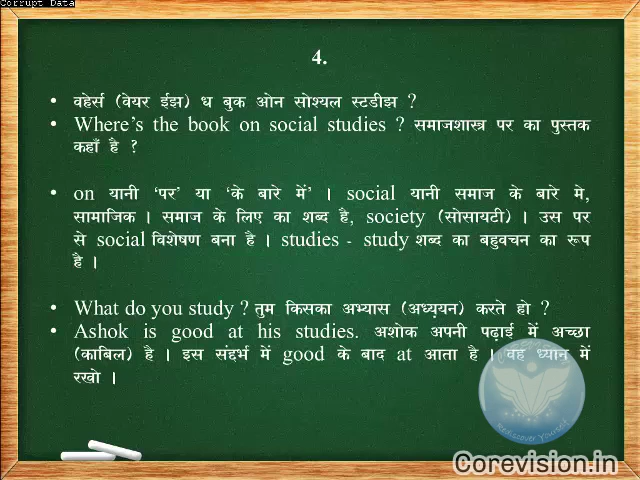 Corrupt Data
4.
• वहेर्स (वेयर ईझ) ध बुक ओन सोश्यल स्टडीझ ?
• Where's the book on social studies ? समाजशास्त्र पर का पुस्तक
कहाँ है ?
• on यानी ‘पर’ या ‘के बारे में’ । social यानी समाज के बारे मे,
सामाजिक । समाज के लिए का शब्द है, society (सोसायटी) । उस पर
से social विशेषण बना है । studies - study शब्द का बहुवचन का रूप
है ।
• What do you study ? तुम किसका अभ्यास (अध्ययन) करते हो ?
• Ashok is good at his studies. अशोक अपनी पढ़ाई में अच्छा
(काबिल) है । इस संदर्भ में good के बाद at आता है । वह ध्यान में
रखो ।
Rediscover Yourself
Corevision.in